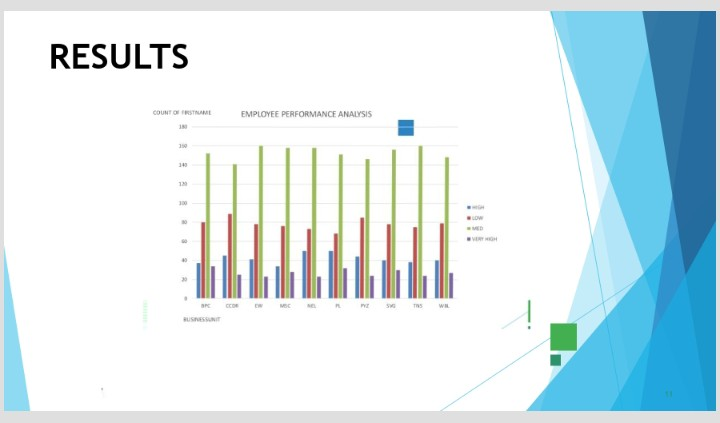 RESULTS
COUNT OF FIRSTNAME
EMPLOYEE PERFORMANCE ANALYSIS
180
160
140
120
100
80
60
40
20
0
BPC CCDR EW MSC NEL PL PYZ SVG TNS WBL
HIGH
LOW
MED
VERY HIGH
BUSINESSUNIT